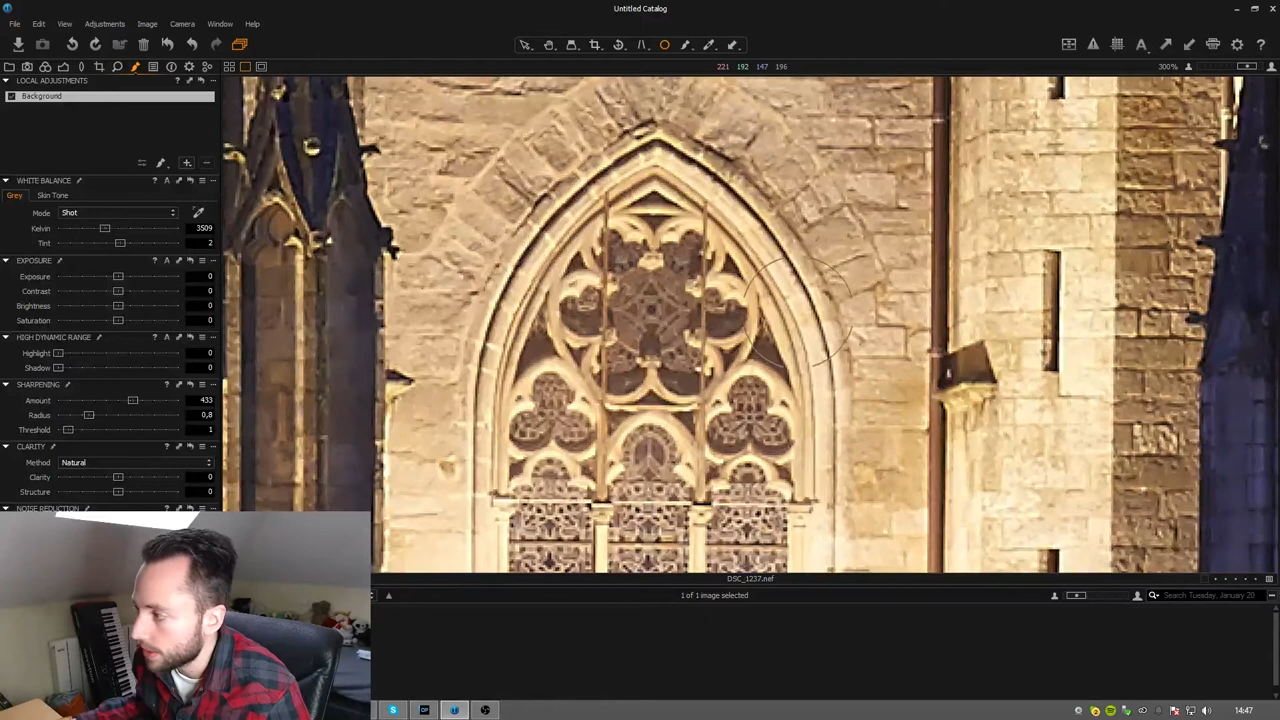 Untitled Catalog
File Edit View Adjustments Image Camera Window Help
221 192 147 196
300%
LOCAL ADJUSTMENTS
Background
WHITE BALANCE
Grey Skin Tone
Mode Shot
Kelvin 3509
Tint 2
EXPOSURE
Exposure 0
Contrast 0
Brightness 0
Saturation 0
HIGH DYNAMIC RANGE
Highlight 0
Shadow 0
SHARPENING
Amount 433
Radius 0,8
Threshold 1
CLARITY
Method Natural
Clarity 0
Structure 0
NOISE REDUCTION
DSC_1237.nef
1 of 1 image selected
Search Tuesday, January 20
14:47